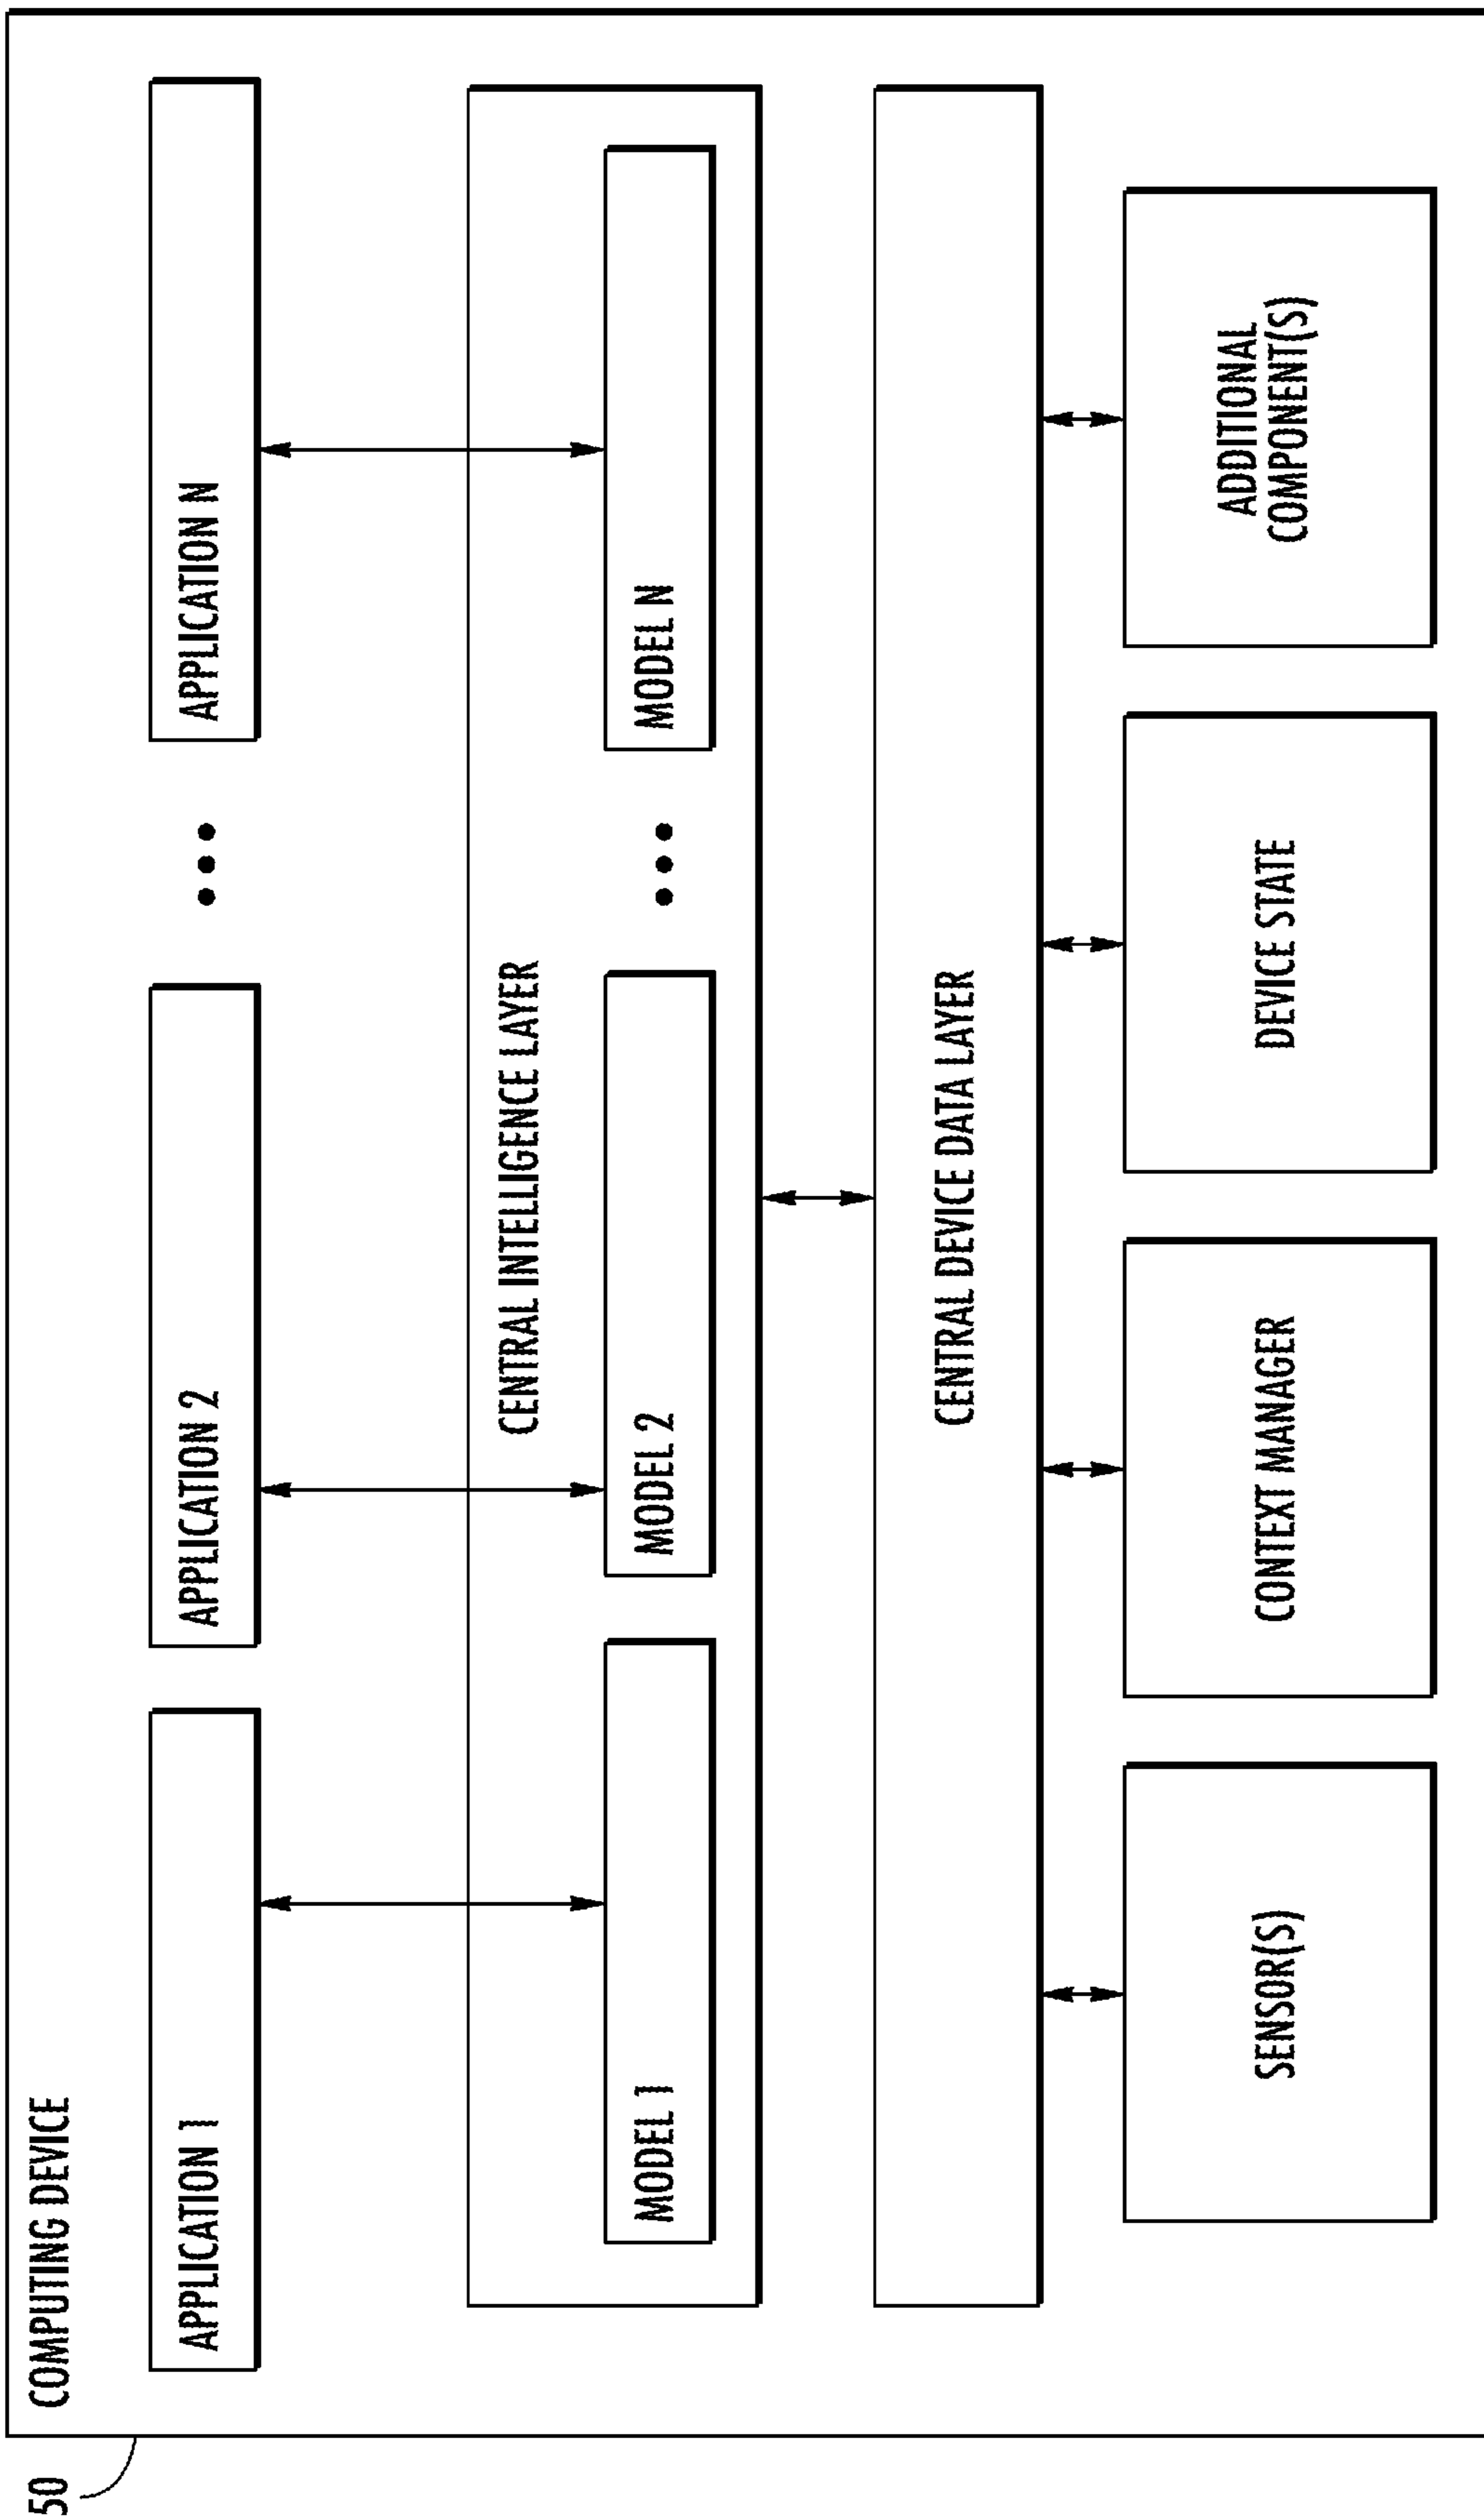 50
COMPUTING DEVICE
APPLICATION 1
APPLICATION 2
APPLICATION N
CENTRAL INTELLIGENCE LAYER
MODEL 1
MODEL 2
MODEL N
CENTRAL DEVICE DATA LAYER
SENSOR(S)
CONTEXT MANAGER
DEVICE STATE
ADDITIONAL
COMPONENT(S)